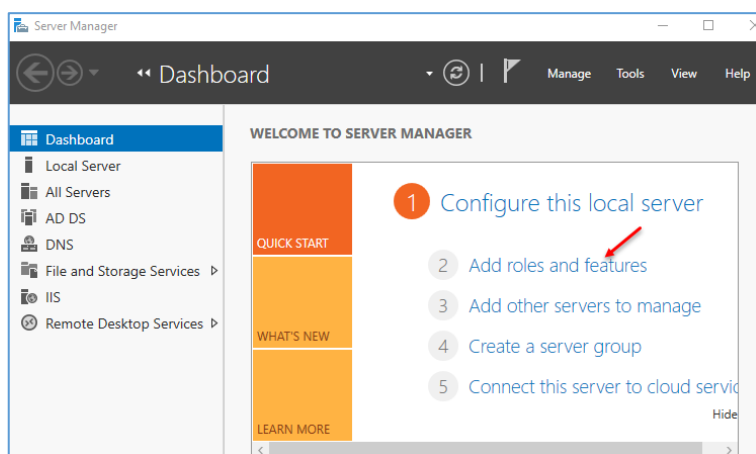 Server Manager
Dashboard
Manage Tools View Help
Dashboard
Local Server
All Servers
AD DS
DNS
File and Storage Services
IIS
Remote Desktop Services
WELCOME TO SERVER MANAGER
QUICK START
WHAT'S NEW
LEARN MORE
1 Configure this local server
2 Add roles and features
3 Add other servers to manage
4 Create a server group
5 Connect this server to cloud servic
Hide